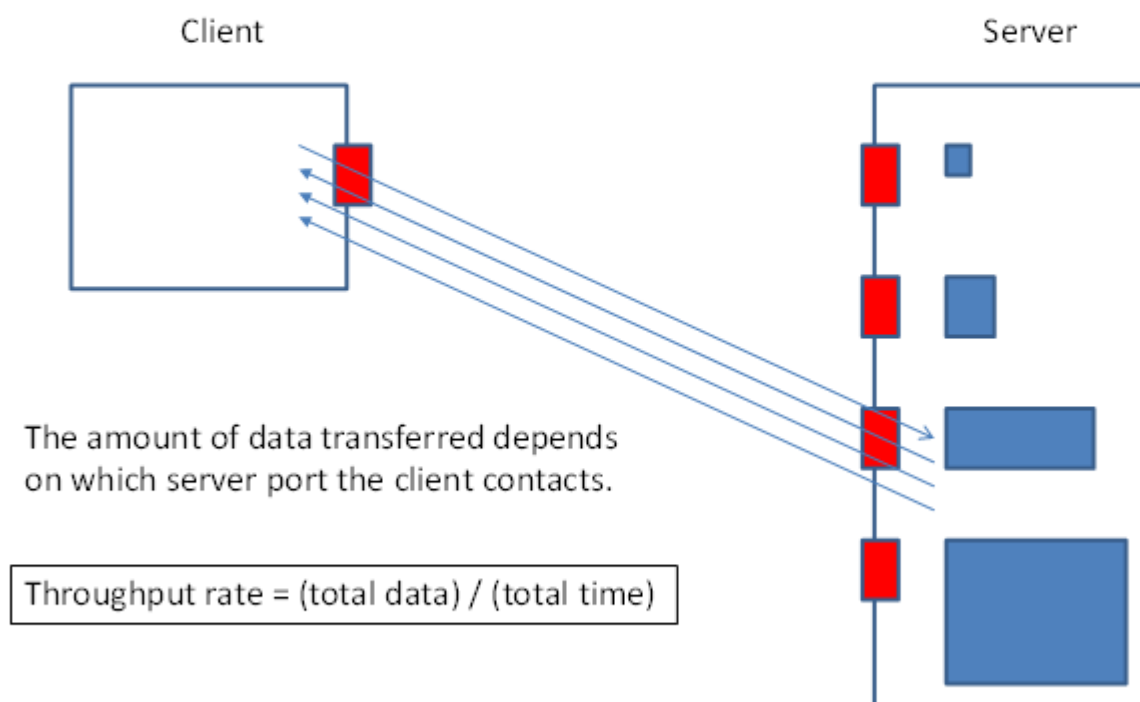 Client
Server
The amount of data transferred depends
on which server port the client contacts.
Throughput rate = (total data) / (total time)